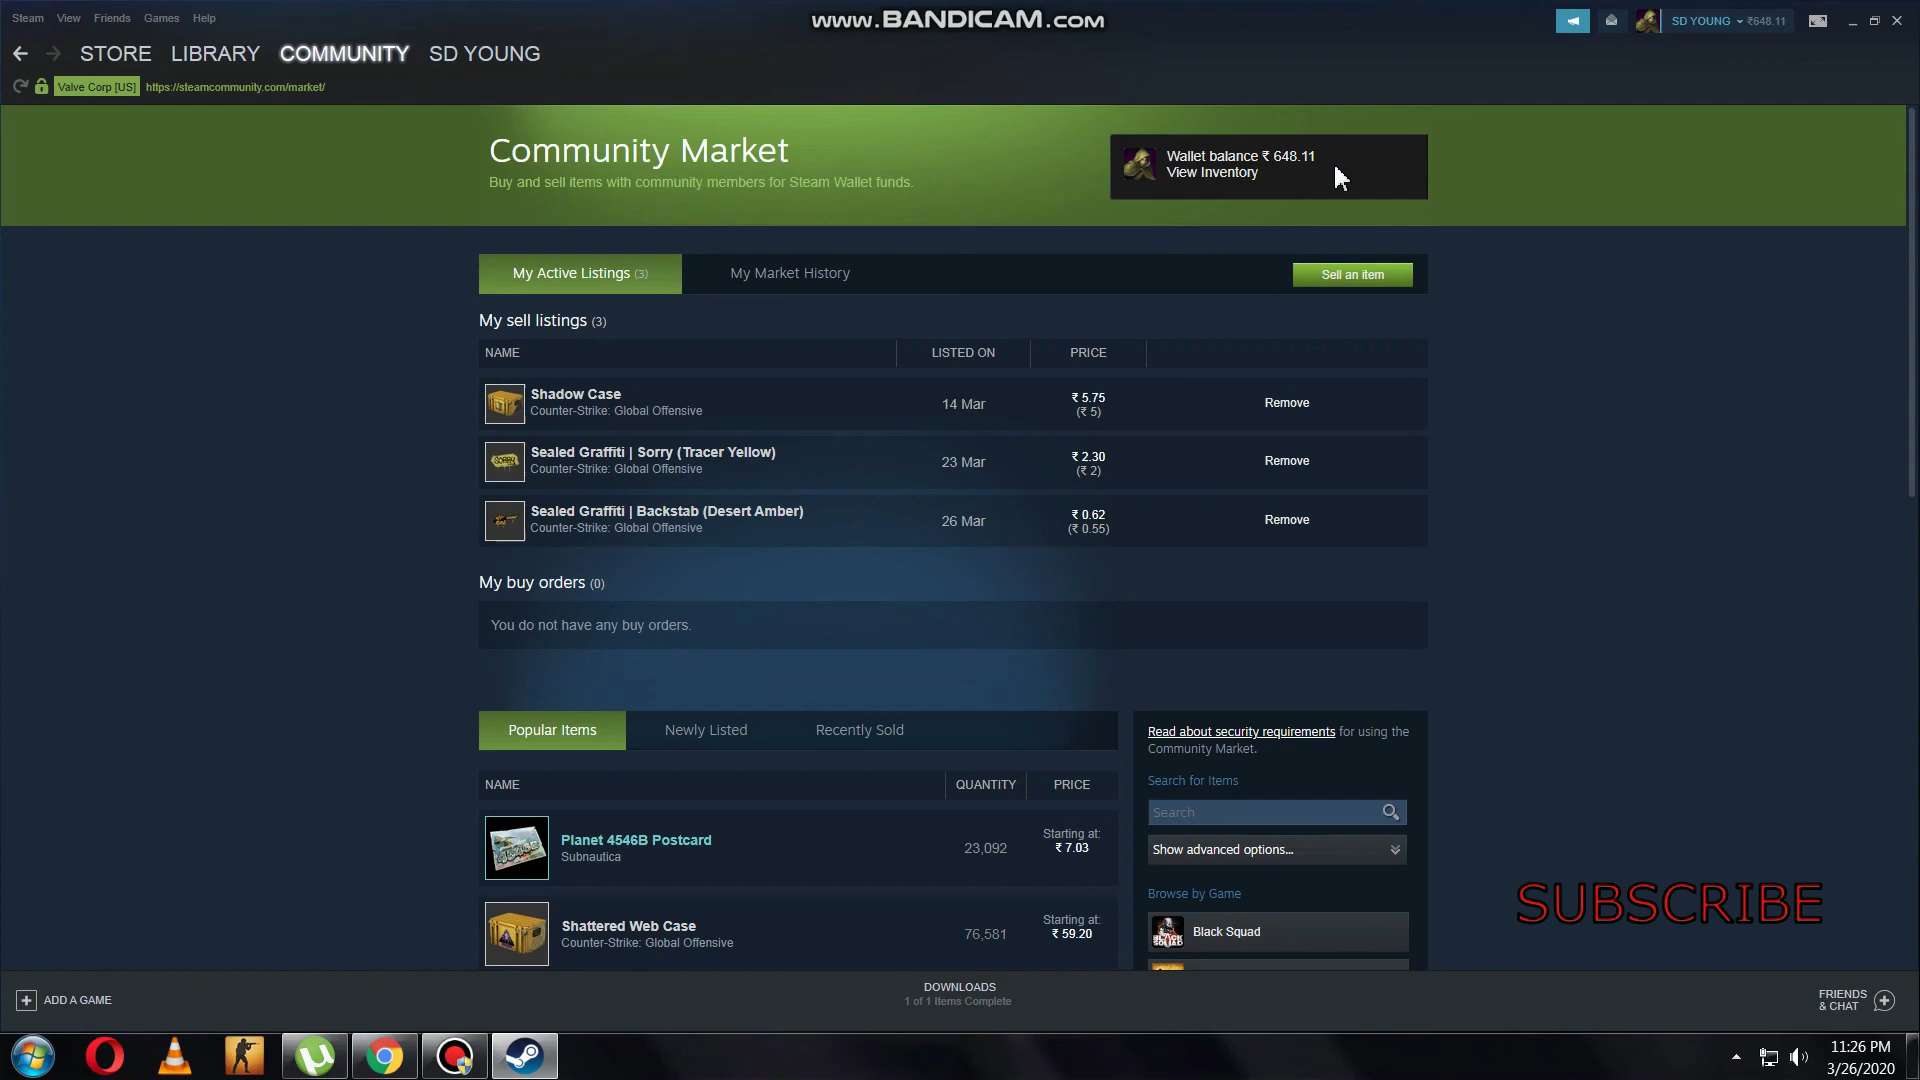 Steam View Friends Games Help
www.BANDICAM.com
SD YOUNG ₹648.11
STORE LIBRARY COMMUNITY SD YOUNG
Valve Corp [US] https://steamcommunity.com/market/
Community Market
Buy and sell items with community members for Steam Wallet funds.
Wallet balance ₹ 648.11
View Inventory
My Active Listings (3)
My Market History
Sell an item
My sell listings (3)
NAME LISTED ON PRICE
Shadow Case
Counter-Strike: Global Offensive
14 Mar
₹ 5.75
(₹ 5)
Remove
Sealed Graffiti | Sorry (Tracer Yellow)
Counter-Strike: Global Offensive
23 Mar
₹ 2.30
(₹ 2)
Remove
Sealed Graffiti | Backstab (Desert Amber)
Counter-Strike: Global Offensive
26 Mar
₹ 0.62
(₹ 0.55)
Remove
My buy orders (0)
You do not have any buy orders.
Popular Items Newly Listed Recently Sold
NAME QUANTITY PRICE
Planet 4546B Postcard
Subnautica
23,092
Starting at:
₹ 7.03
Shattered Web Case
Counter-Strike: Global Offensive
76,581
Starting at:
₹ 59.20
Read about security requirements for using the
Community Market.
Search for Items
Search
Show advanced options...
Browse by Game
BLACK SQUAD
Black Squad
SUBSCRIBE
ADD A GAME
DOWNLOADS
1 of 1 Items Complete
FRIENDS
& CHAT
11:26 PM
3/26/2020